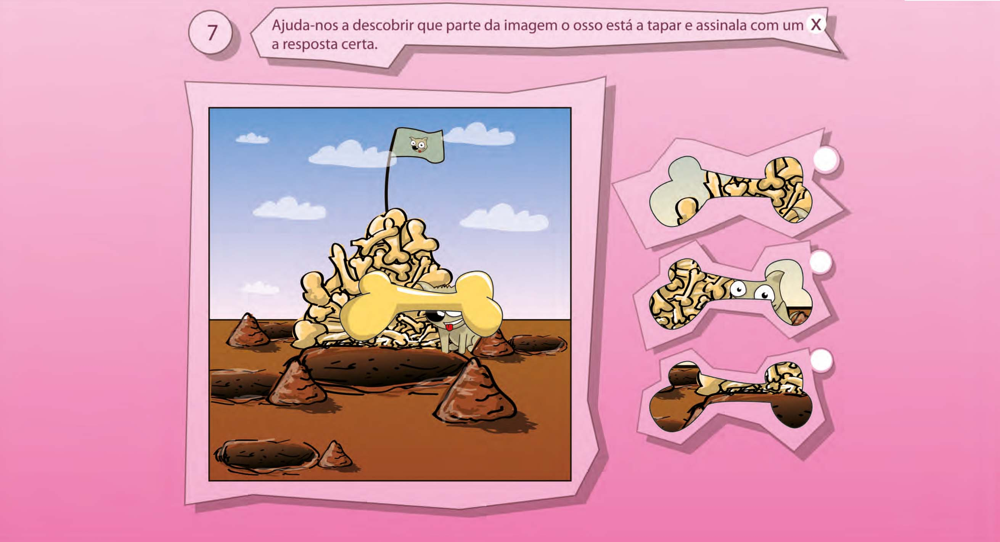 7
Ajuda-nos a descobrir que parte da imagem o osso está a tapar e assinala com um X
a resposta certa.